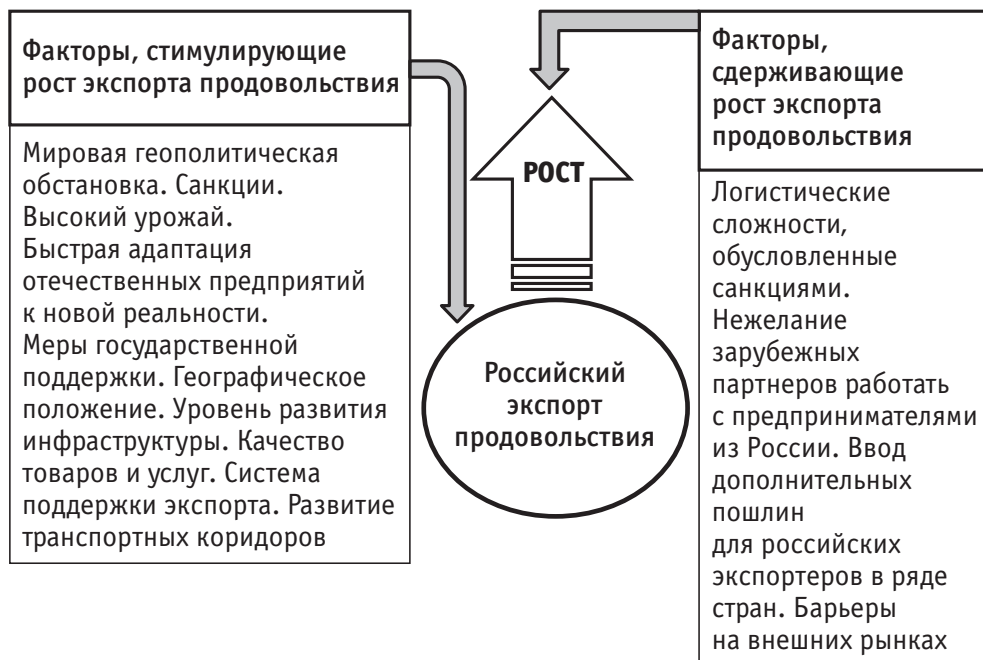 Факторы, стимулирующие
рост экспорта продовольствия
Мировая геополитическая
обстановка. Санкции.
Высокий урожай.
Быстрая адаптация
отечественных предприятий
к новой реальности.
Меры государственной
поддержки. Географическое
положение. Уровень развития
инфраструктуры. Качество
товаров и услуг. Система
поддержки экспорта. Развитие
транспортных коридоров
РОСТ
Российский
экспорт
продовольствия
Факторы,
сдерживающие
рост экспорта
продовольствия
Логистические
сложности,
обусловленные
санкциями.
Нежелание
зарубежных
партнеров работать
с предпринимателями
из России. Ввод
дополнительных
пошлин
для российских
экспортеров в ряде
стран. Барьеры
на внешних рынках